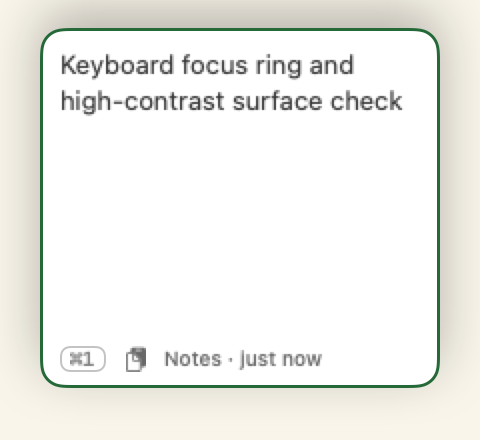 Keyboard focus ring and
high-contrast surface check
⌘1 Notes · just now